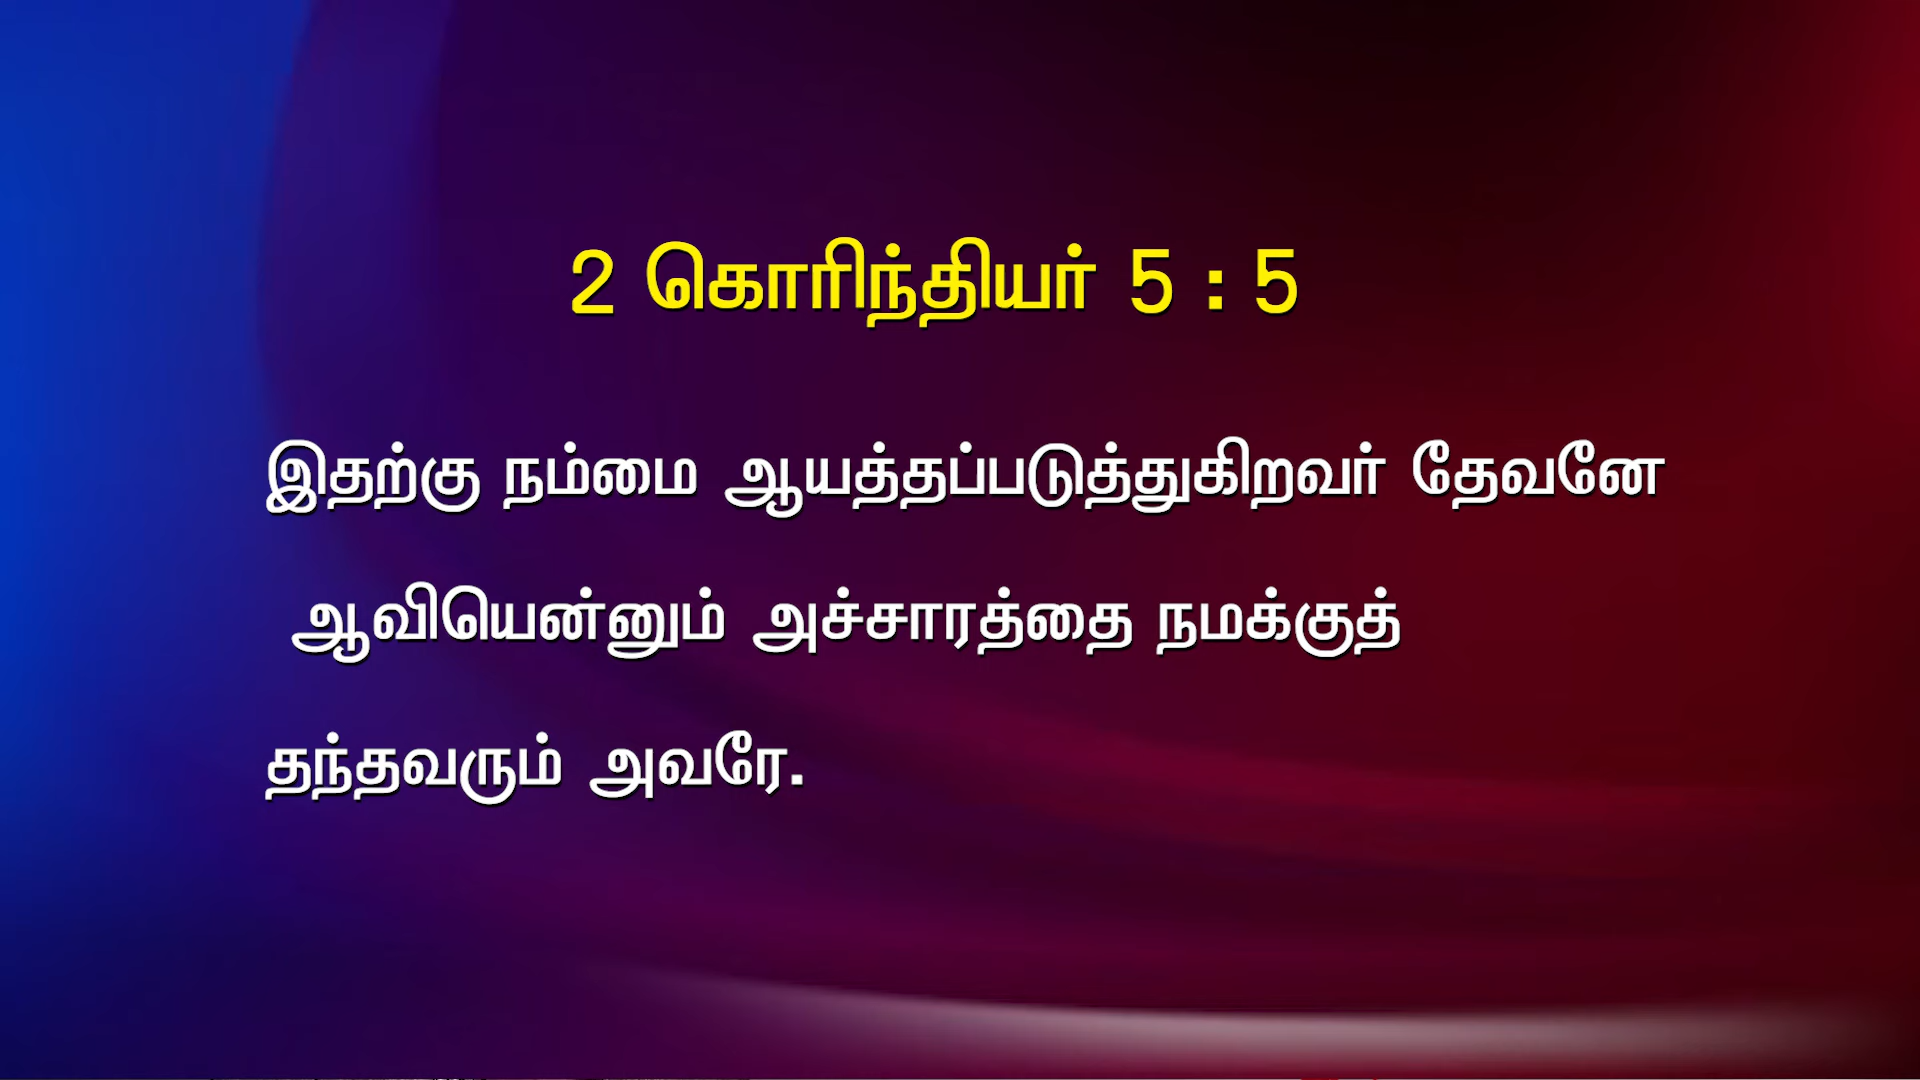 2 கொரிந்தியர் 5 : 5
இதற்கு நம்மை ஆயத்தப்படுத்துகிறவர் தேவனே
ஆவியென்னும் அச்சாரத்தை நமக்குத்
தந்தவரும் அவரே.